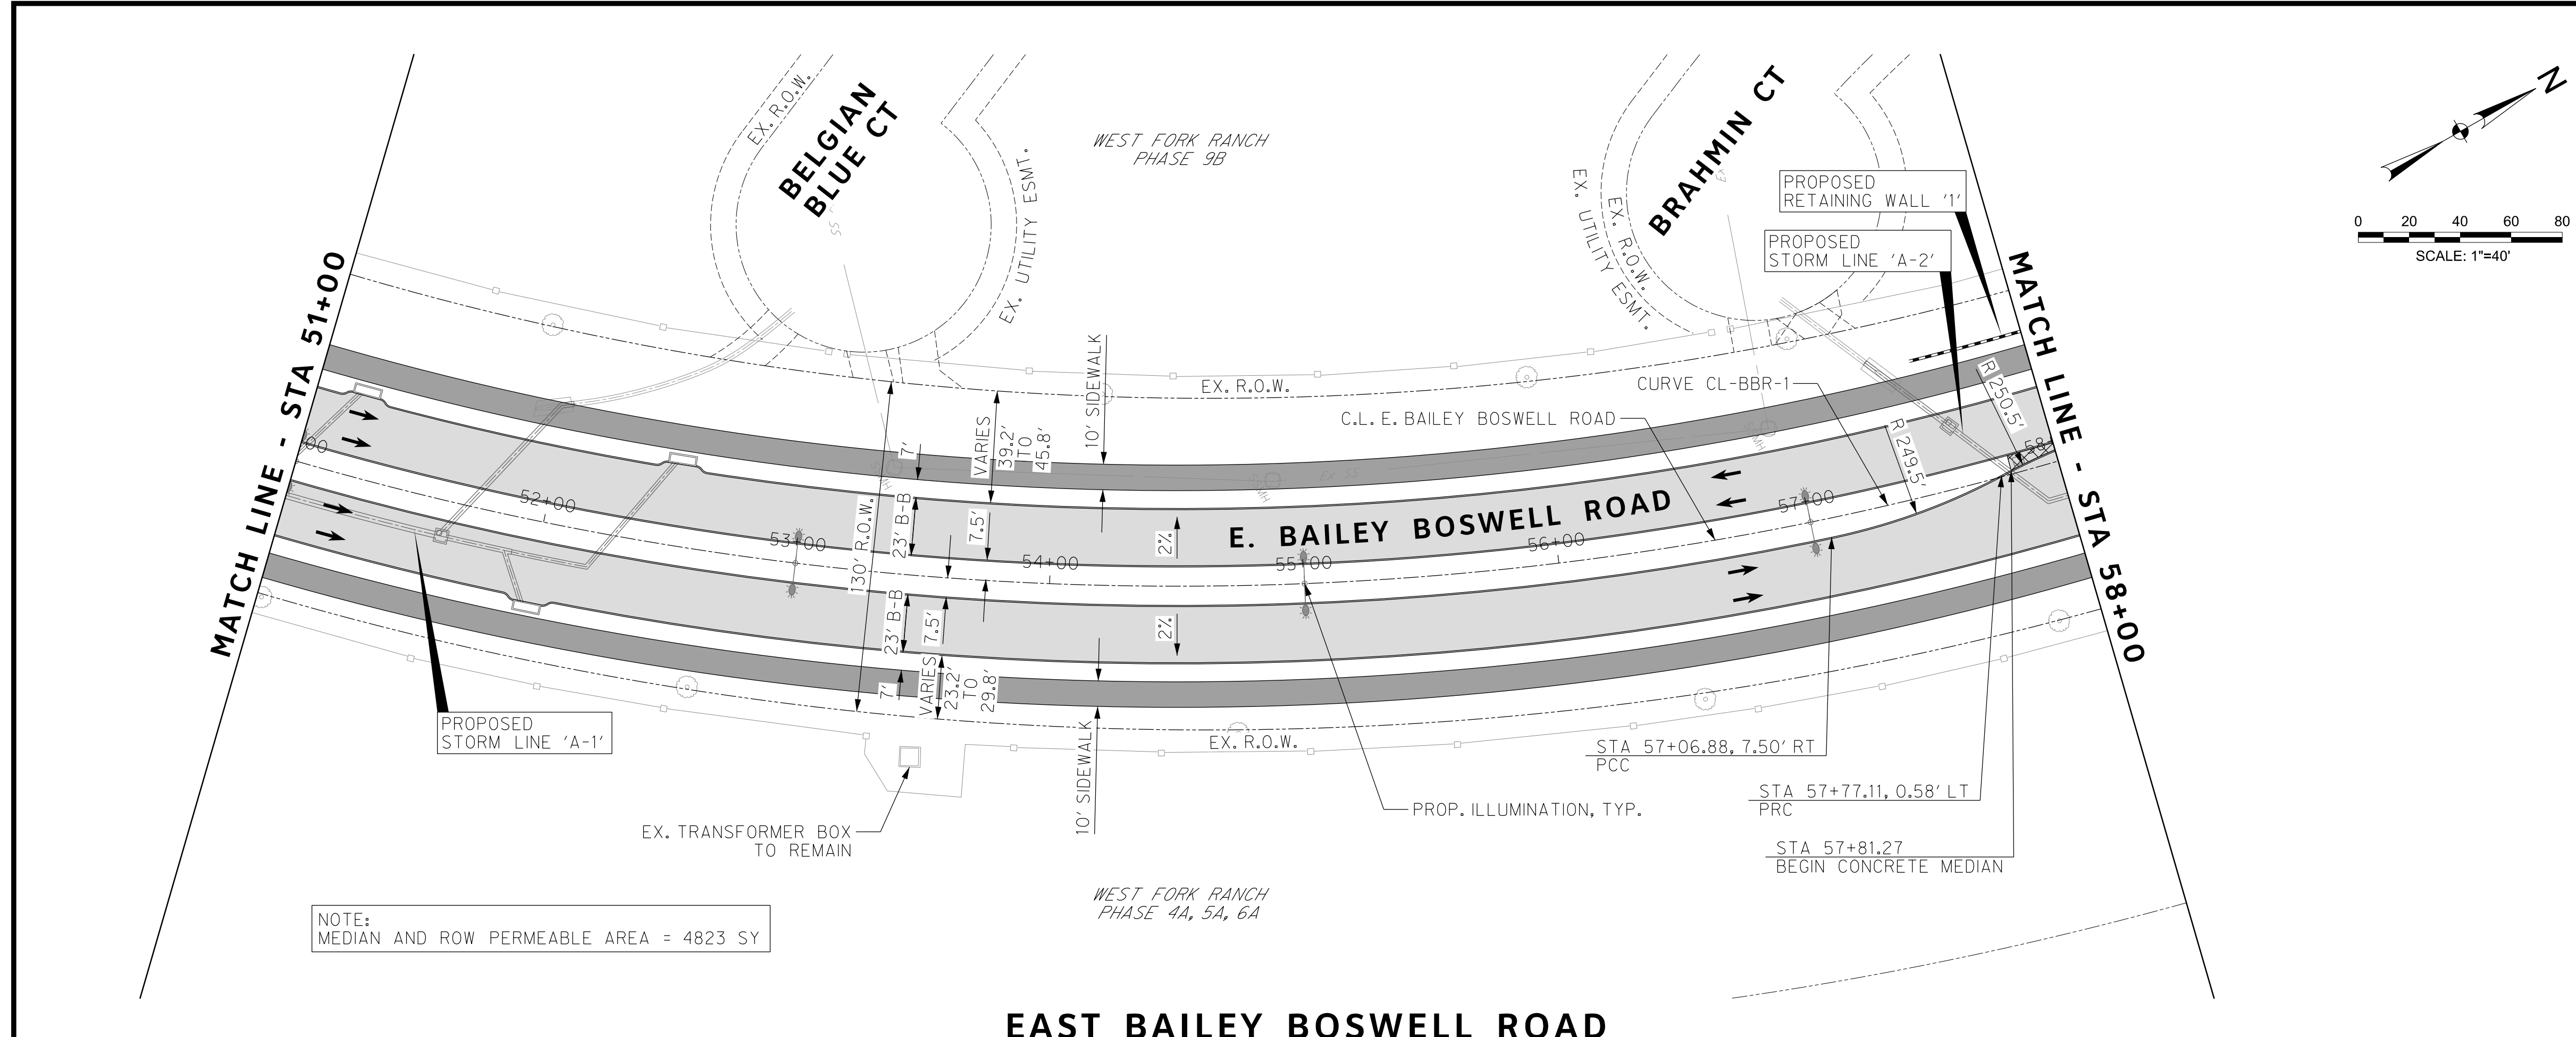 EX. R.O.W.
BELGIAN
BLUE CT
EX. UTILITY ESMT.
SS
WEST FORK RANCH
PHASE 9B
EX. UTILITY ESMT.
EX. R.O.W.
BRAHMIN CT
EX
PROPOSED
RETAINING WALL '1'
PROPOSED
STORM LINE 'A-2'
N
0 20 40 60 80
SCALE: 1"=40'
MATCH LINE - STA 51+00
MATCH LINE - STA 58+00
EX. R.O.W.
10' SIDEWALK
CURVE CL-BBR-1
C.L. E. BAILEY BOSWELL ROAD
R 250.5'
R 249.5'
VARIES
39.2'
TO
45.8'
7'
130' R.O.W.
23' B-B
7.5'
2%
E. BAILEY BOSWELL ROAD
Ex SS
52+00
53+00
54+00
55+00
56+00
57+00
23' B-B
7.5'
2%
7'
VARIES
23.2'
TO
29.8'
10' SIDEWALK
EX. R.O.W.
PROPOSED
STORM LINE 'A-1'
STA 57+06.88, 7.50' RT
PCC
STA 57+77.11, 0.58' LT
PRC
STA 57+81.27
BEGIN CONCRETE MEDIAN
PROP. ILLUMINATION, TYP.
EX. TRANSFORMER BOX
TO REMAIN
WEST FORK RANCH
PHASE 4A, 5A, 6A
NOTE:
MEDIAN AND ROW PERMEABLE AREA = 4823 SY
EAST BAILEY BOSWELL ROAD